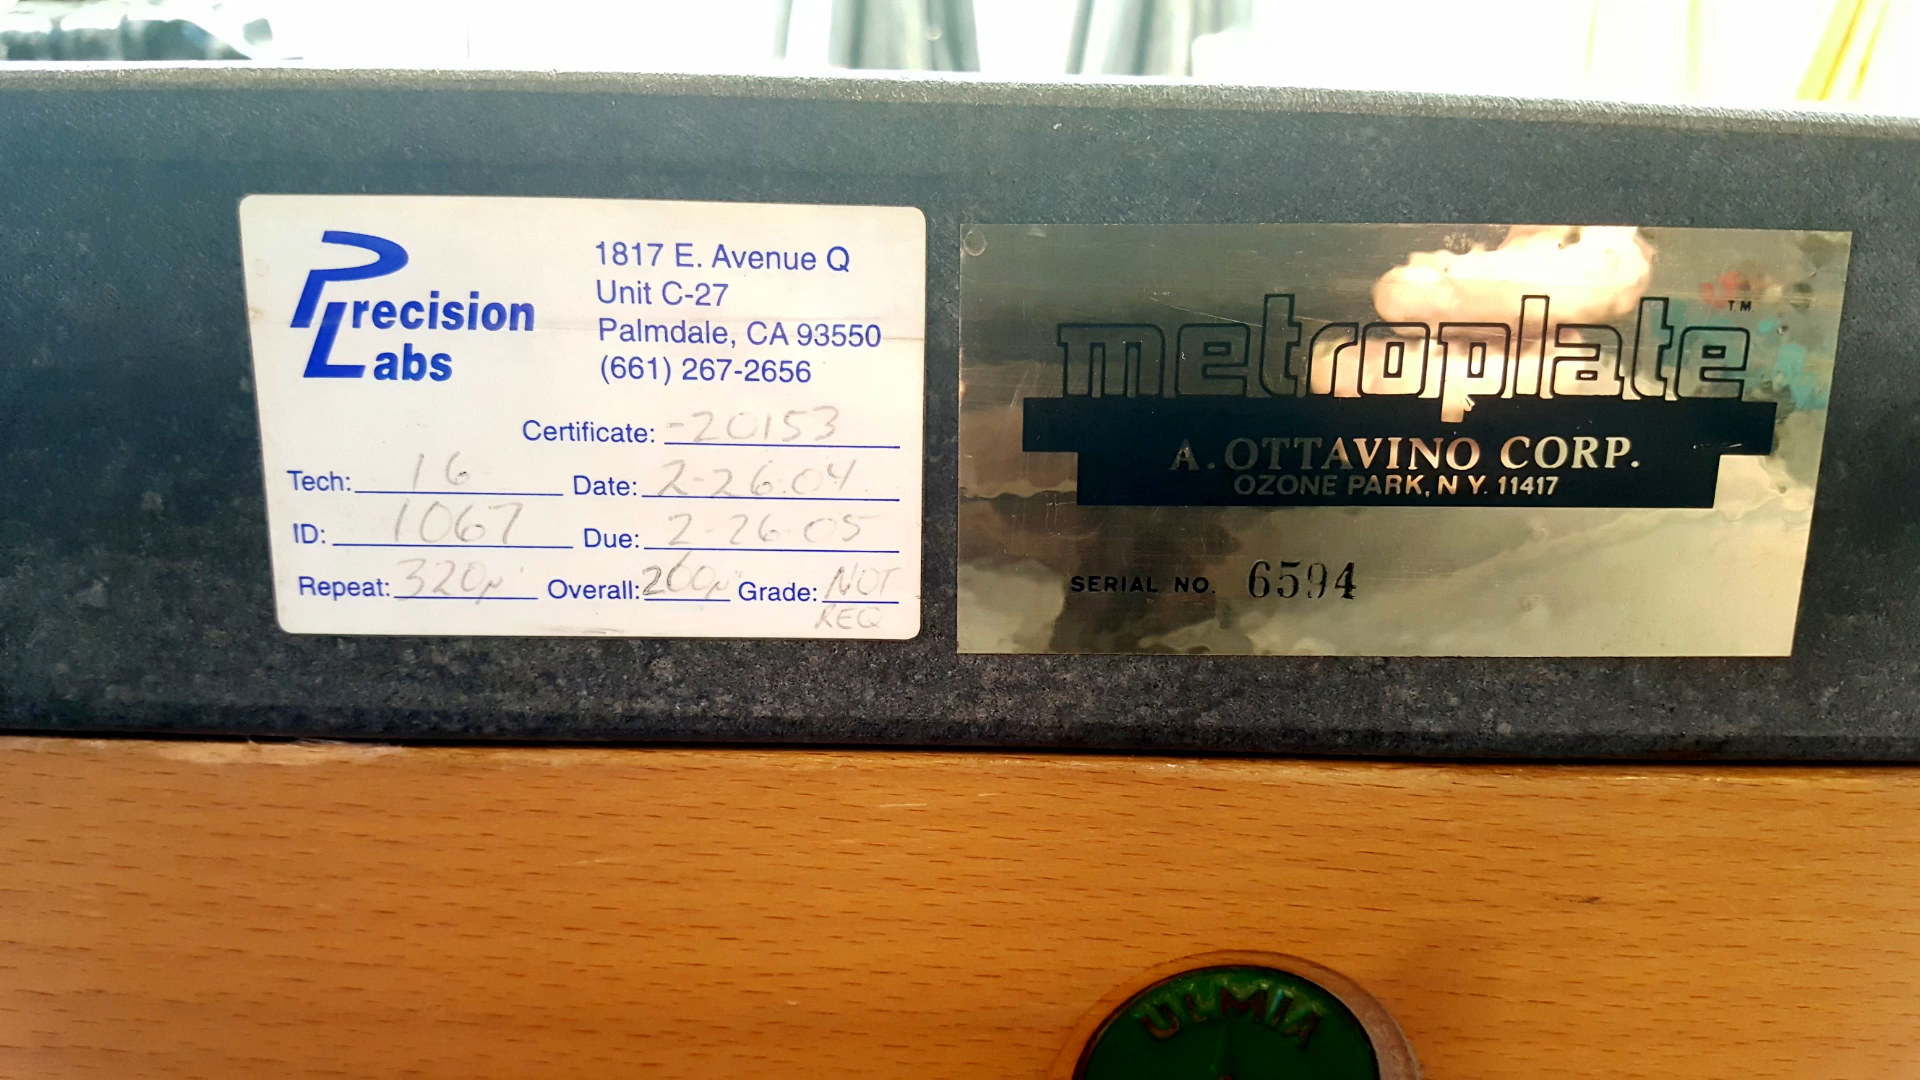 Precision
Labs
1817 E. Avenue Q
Unit C-27
Palmdale, CA 93550
(661) 267-2656
Certificate: -20153
Tech: 16 Date: 2-26-04
ID: 1067 Due: 2-26-05
Repeat: 320µ" Overall: 200µ" Grade: NOT
REQ
metroplate™
A. OTTAVINO CORP.
OZONE PARK, N.Y. 11417
SERIAL NO. 6594
ULMIA